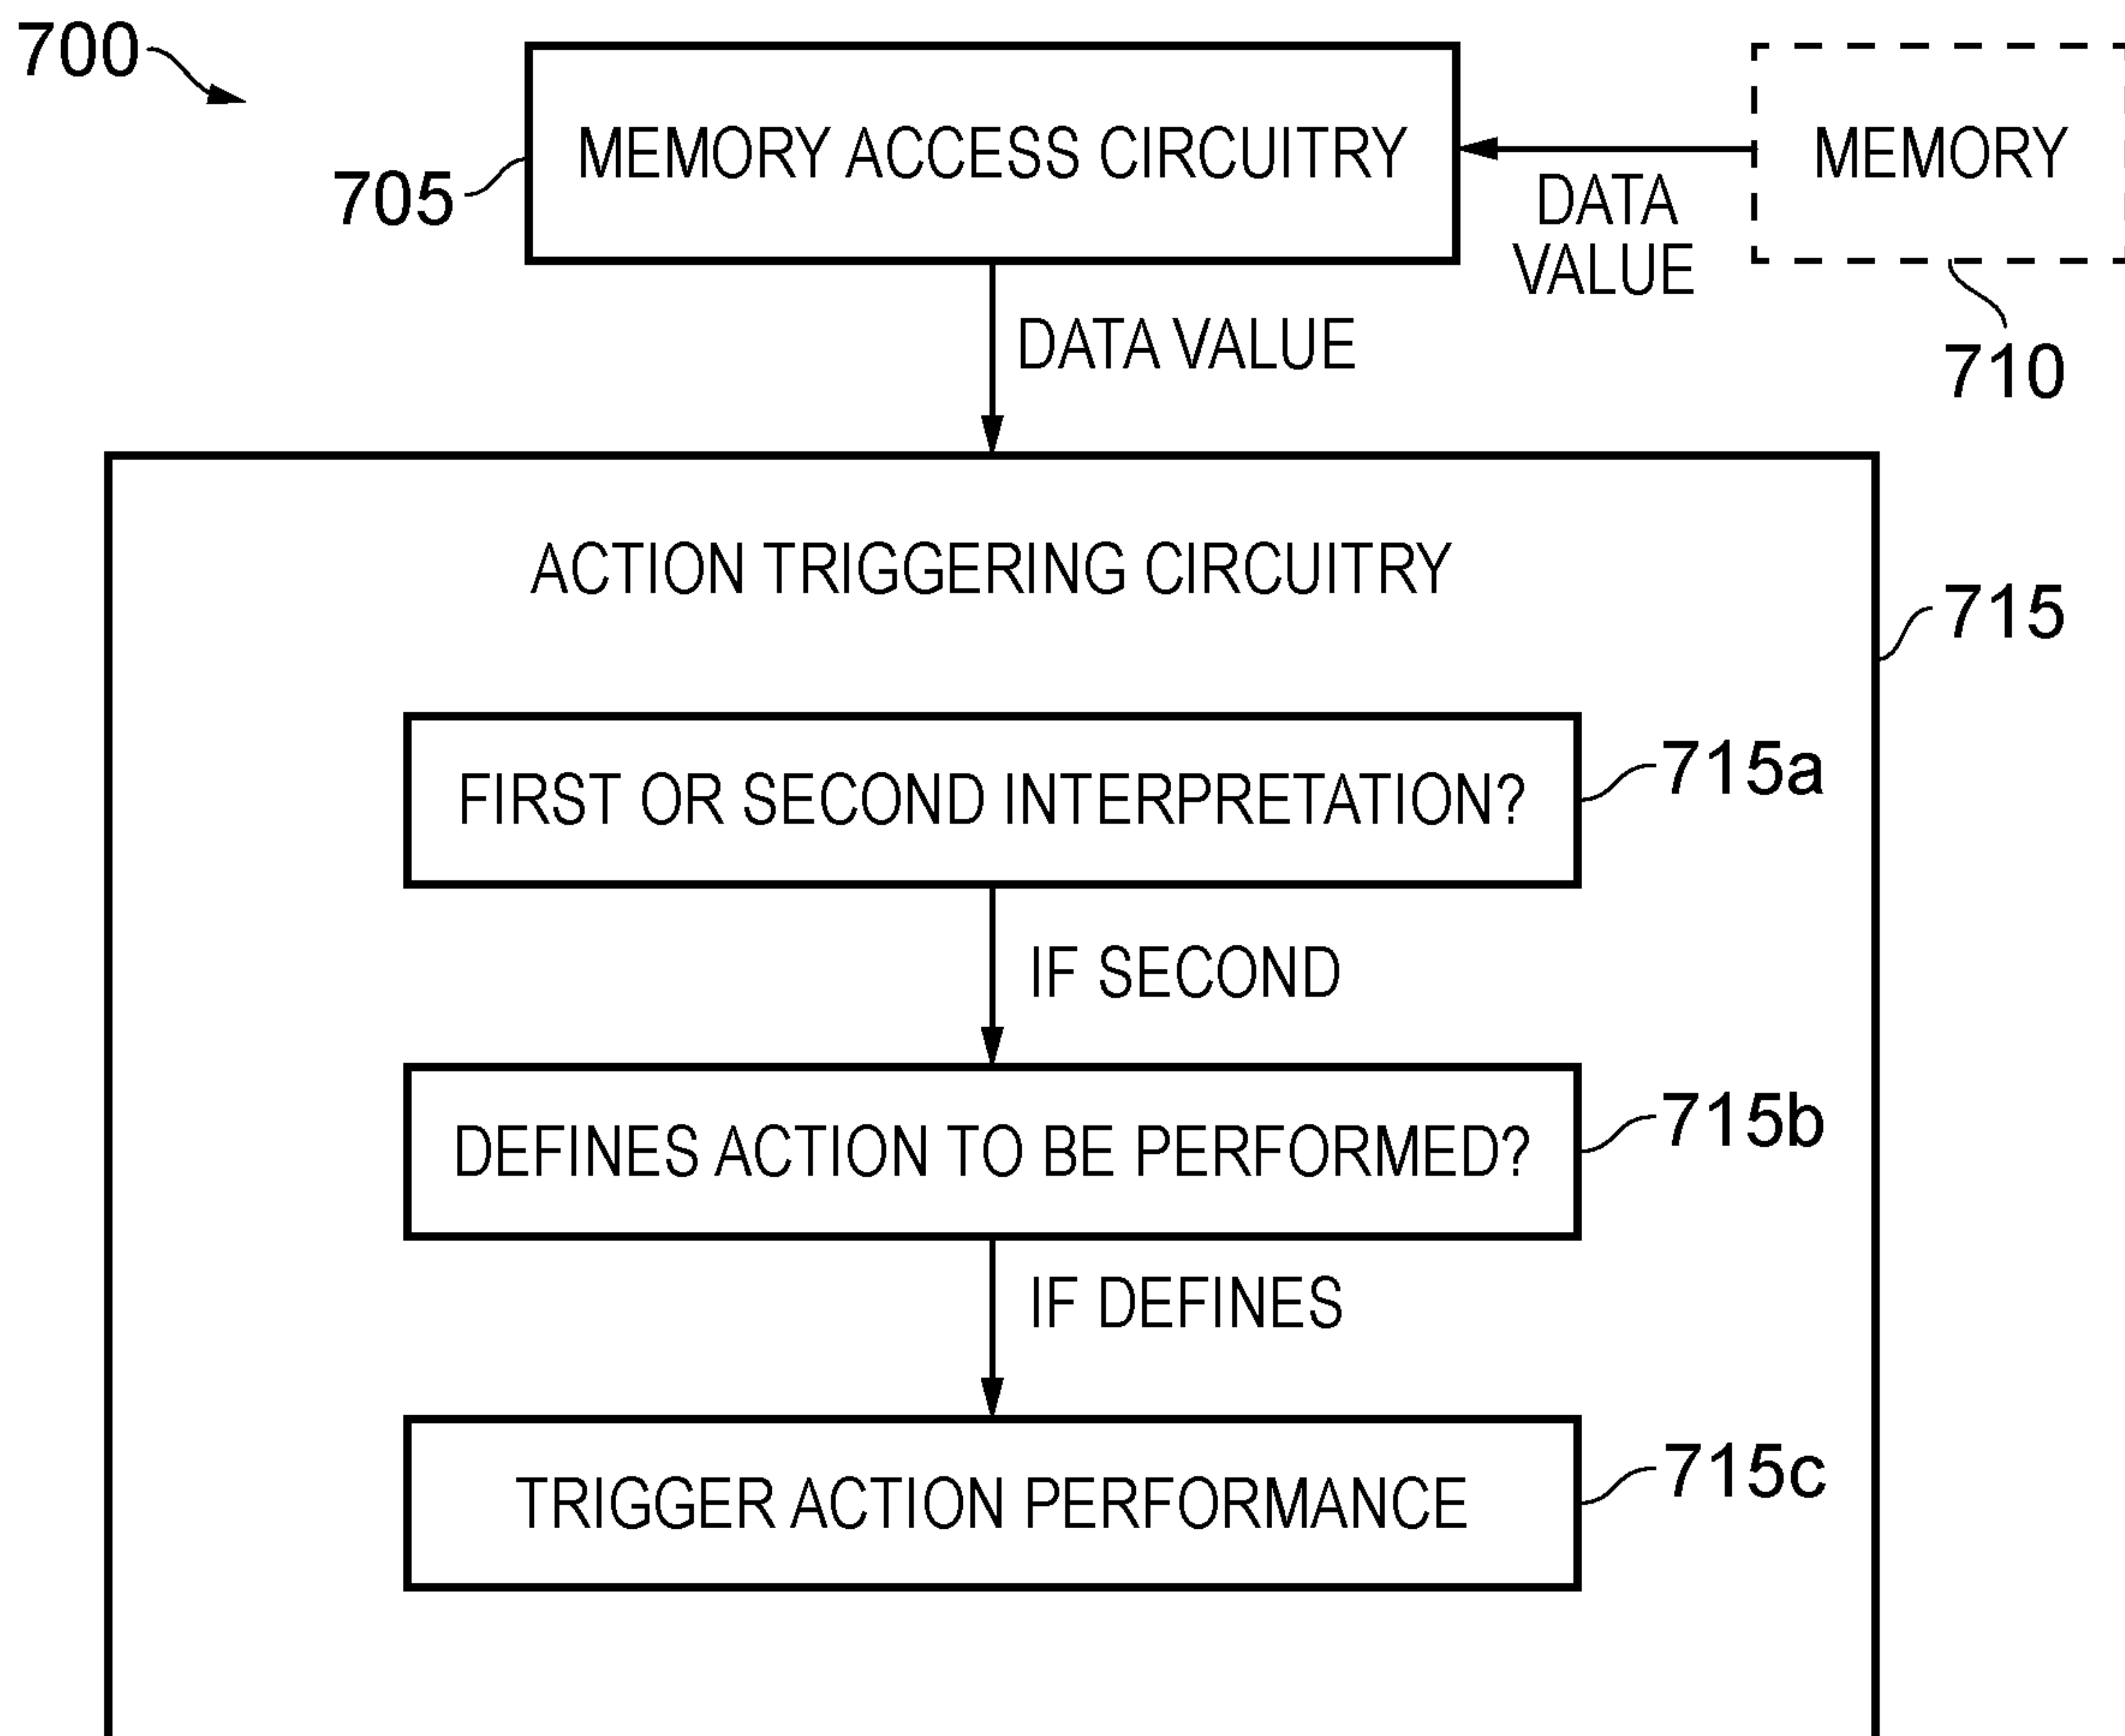 700
MEMORY ACCESS CIRCUITRY
MEMORY
705
DATA
VALUE
DATA VALUE
710
ACTION TRIGGERING CIRCUITRY
715
FIRST OR SECOND INTERPRETATION?
715a
IF SECOND
DEFINES ACTION TO BE PERFORMED?
715b
IF DEFINES
TRIGGER ACTION PERFORMANCE
715c